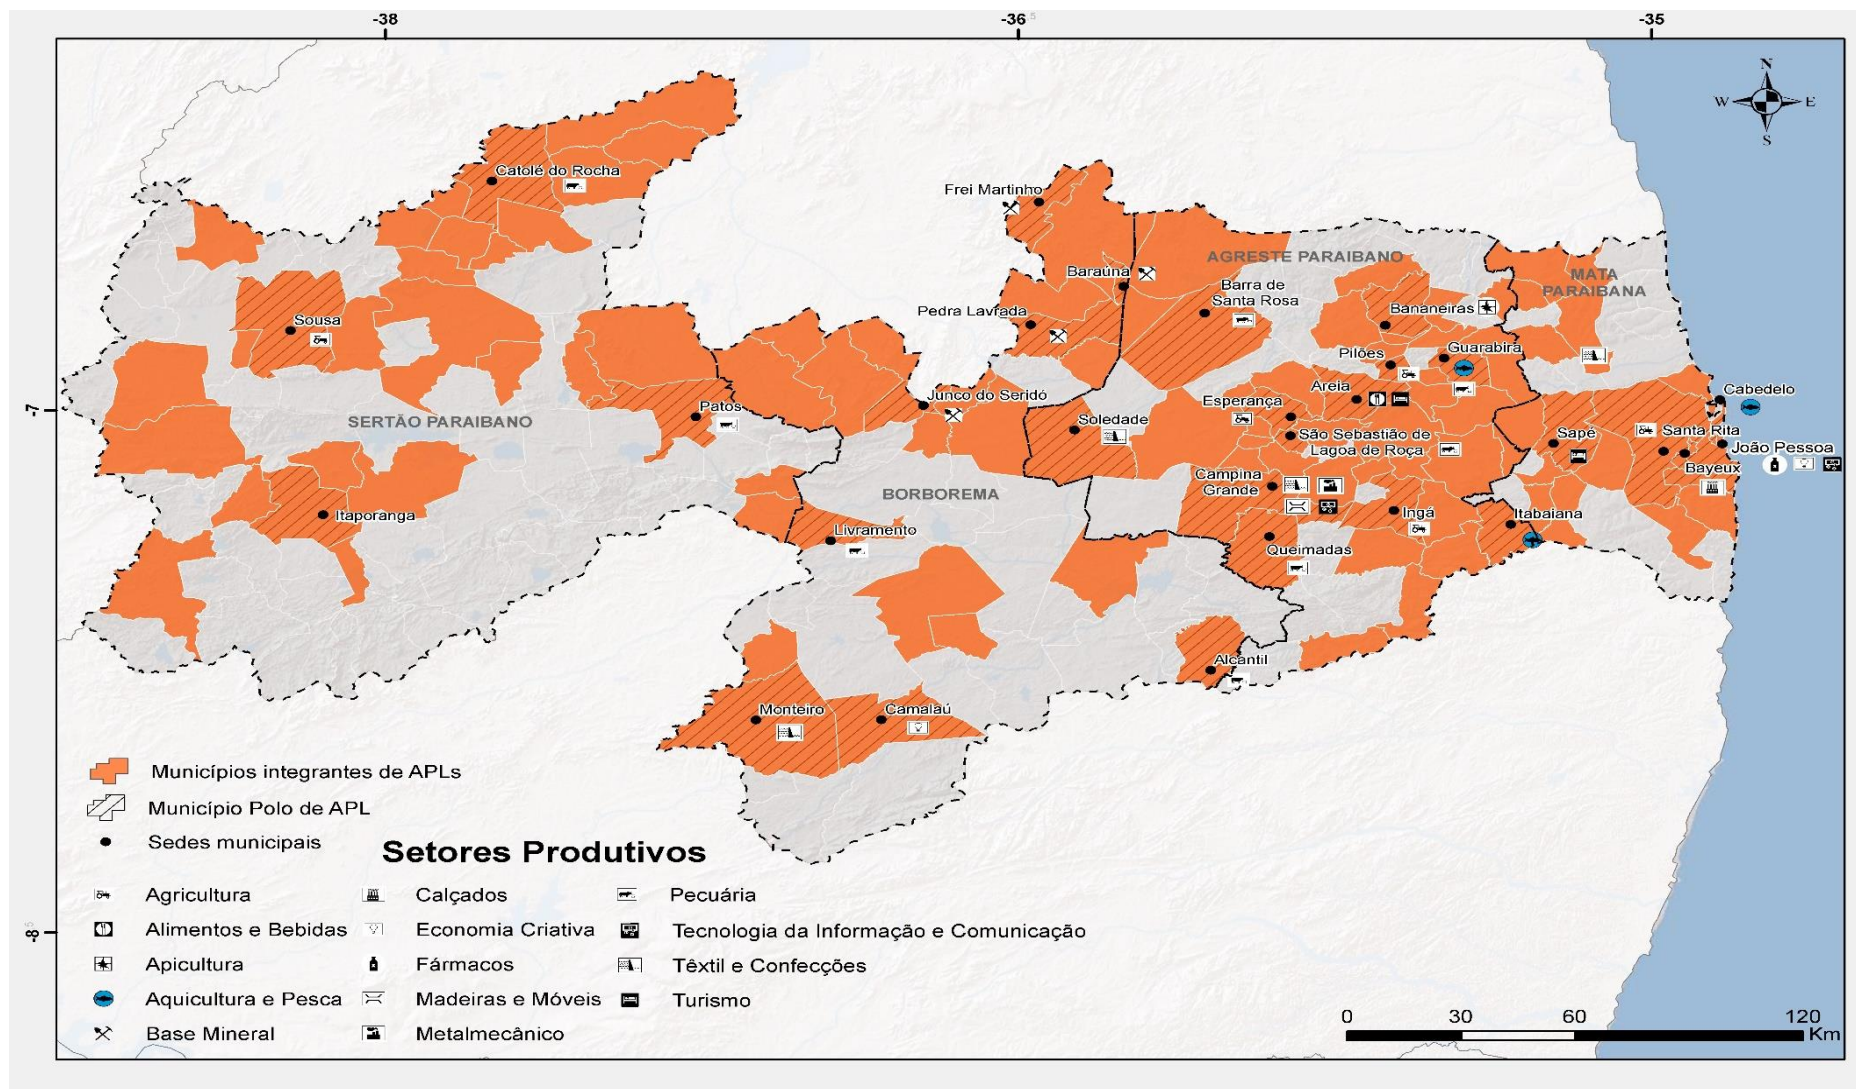 -38
-36,5
-35
N
W
E
S
Catolé do Rocha
Frei Martinho
AGRESTE PARAIBANO
Baraúna
MATA
PARAIBANA
Barra de
Santa Rosa
Pedra Lavrada
Bananeiras
Sousa
Pilões
Guarabira
Areia
Cabedelo
Junco do Seridó
Patos
Esperança
SERTÃO PARAIBANO
Soledade
São Sebastião de
Lagoa de Roça
Sapé
Santa Rita
João Pessoa
Bayeux
Campina
Grande
BORBOREMA
Itaporanga
Ingá
Itabaiana
Livramento
Queimadas
Alcantil
Monteiro
Camalaú
-7
Municípios integrantes de APLs
Município Polo de APL
Sedes municipais
Setores Produtivos
Agricultura
Calçados
Pecuária
Alimentos e Bebidas
Economia Criativa
Tecnologia da Informação e Comunicação
Apicultura
Fármacos
Têxtil e Confecções
Aquicultura e Pesca
Madeiras e Móveis
Turismo
Base Mineral
Metalmecânico
0 30 60 120
Km